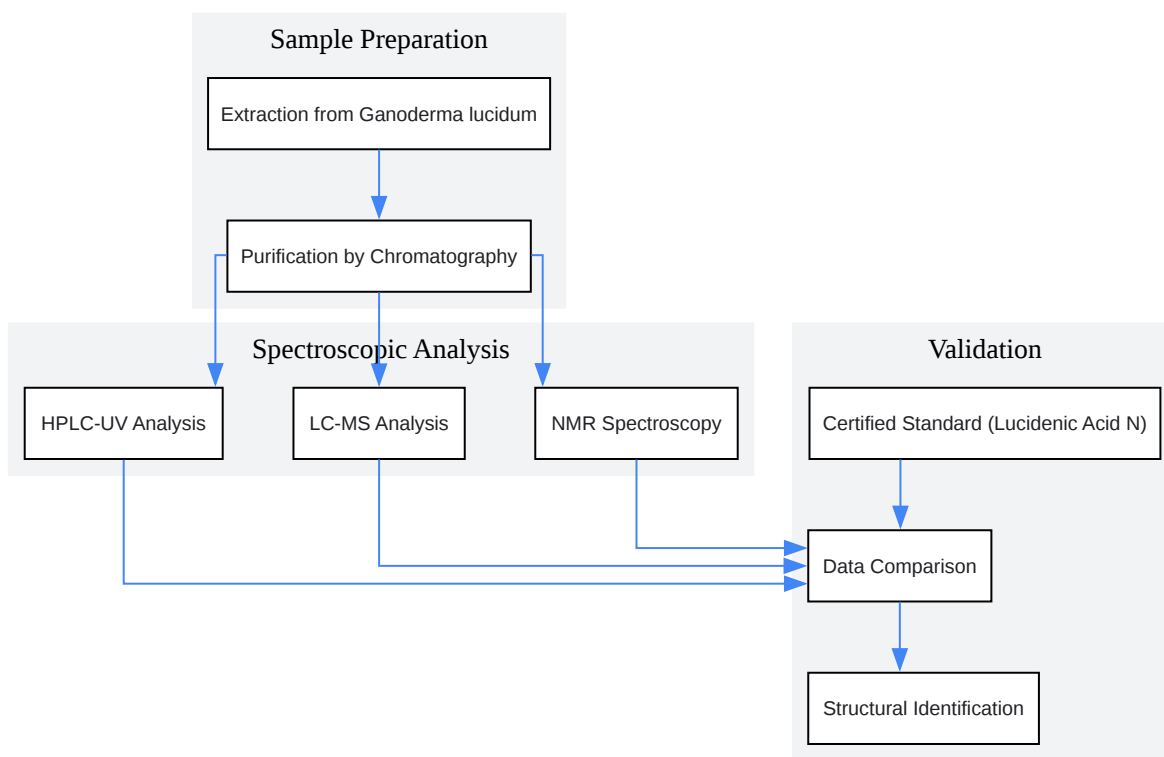 Sample Preparation
Extraction from Ganoderma lucidum
Purification by Chromatography
Spectroscopic Analysis
HPLC-UV Analysis
LC-MS Analysis
NMR Spectroscopy
Validation
Certified Standard (Lucidenic Acid N)
Data Comparison
Structural Identification